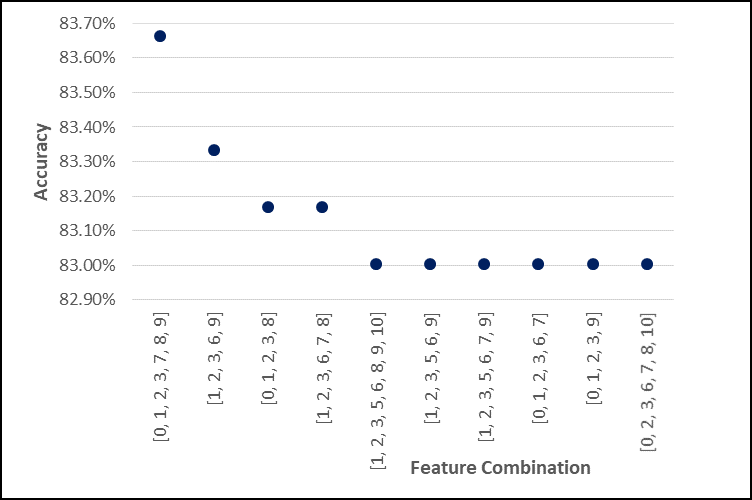 83.70%
83.60%
83.50%
83.40%
83.30%
83.20%
83.10%
83.00%
82.90%
Accuracy
[0, 1, 2, 3, 7, 8, 9]
[1, 2, 3, 6, 9]
[0, 1, 2, 3, 8]
[1, 2, 3, 6, 7, 8]
[1, 2, 3, 5, 6, 8, 9, 10]
[1, 2, 3, 5, 6, 9]
[1, 2, 3, 5, 6, 7, 9]
[0, 1, 2, 3, 6, 7]
[0, 1, 2, 3, 9]
[0, 2, 3, 6, 7, 8, 10]
Feature Combination